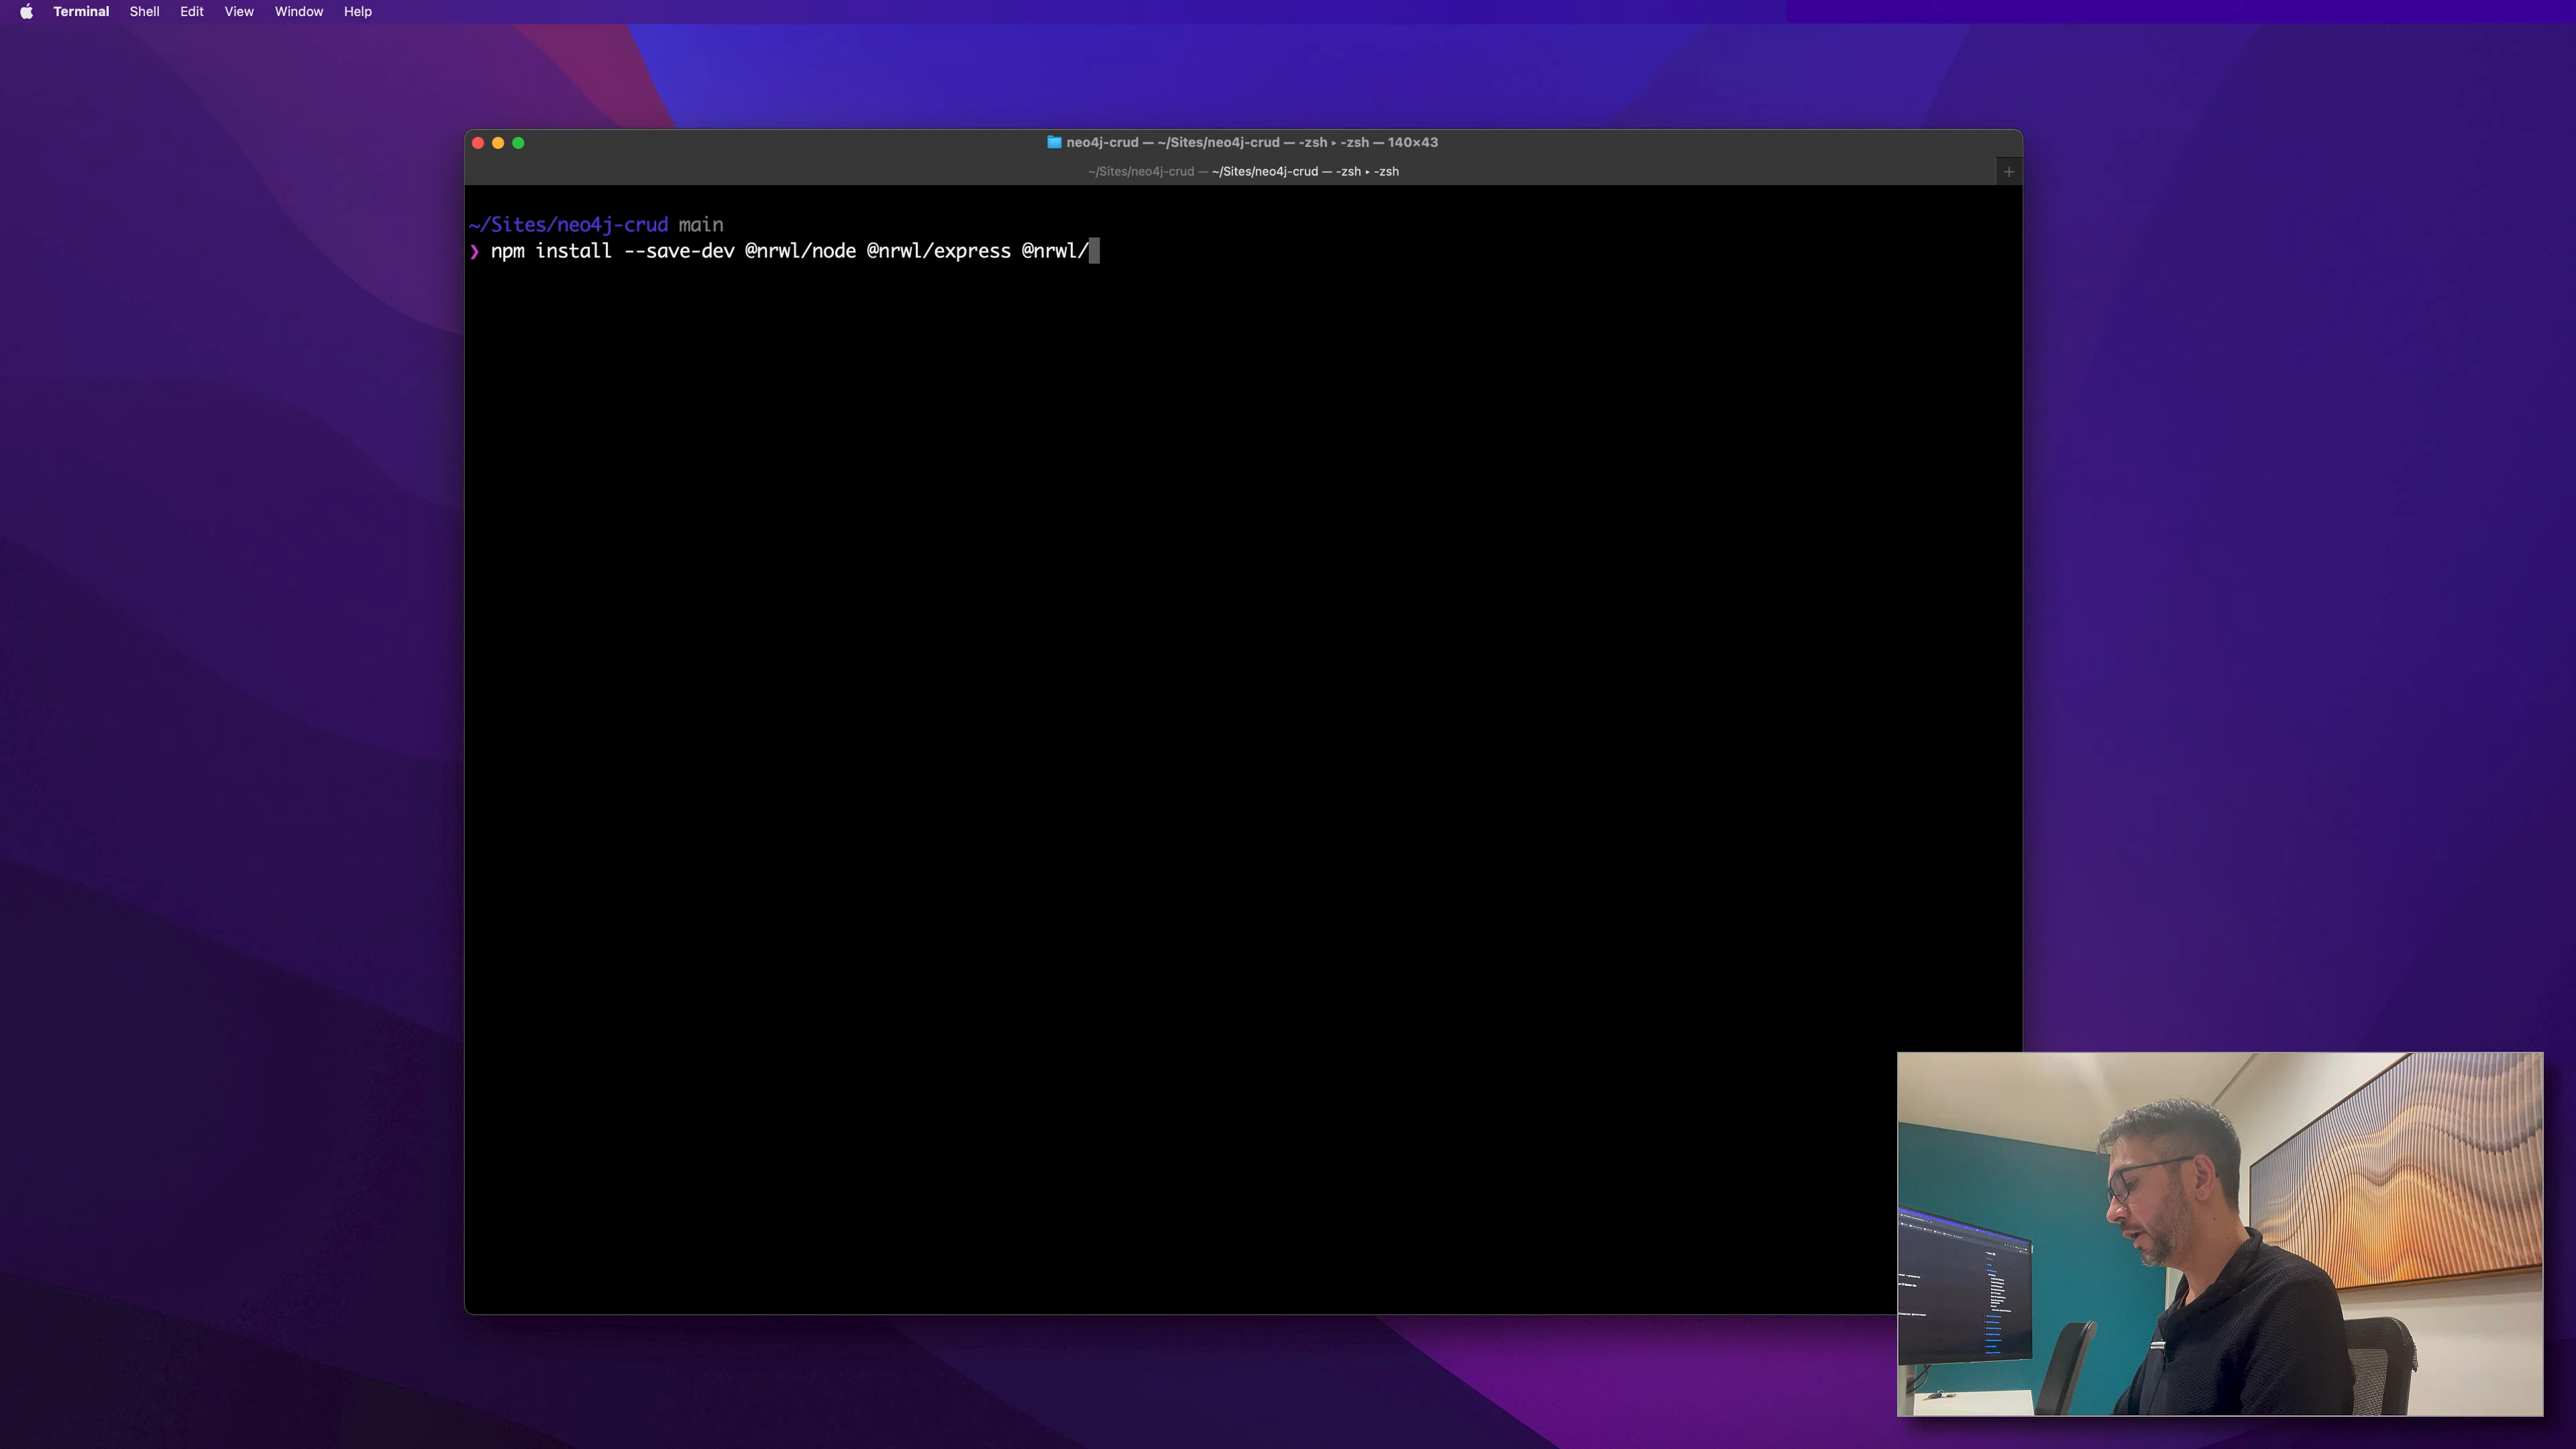 Terminal Shell Edit View Window Help
neo4j-crud — ~/Sites/neo4j-crud — -zsh ▸ -zsh — 140×43
~/Sites/neo4j-crud — ~/Sites/neo4j-crud — -zsh ▸ -zsh
~/Sites/neo4j-crud main
❯ npm install --save-dev @nrwl/node @nrwl/express @nrwl/